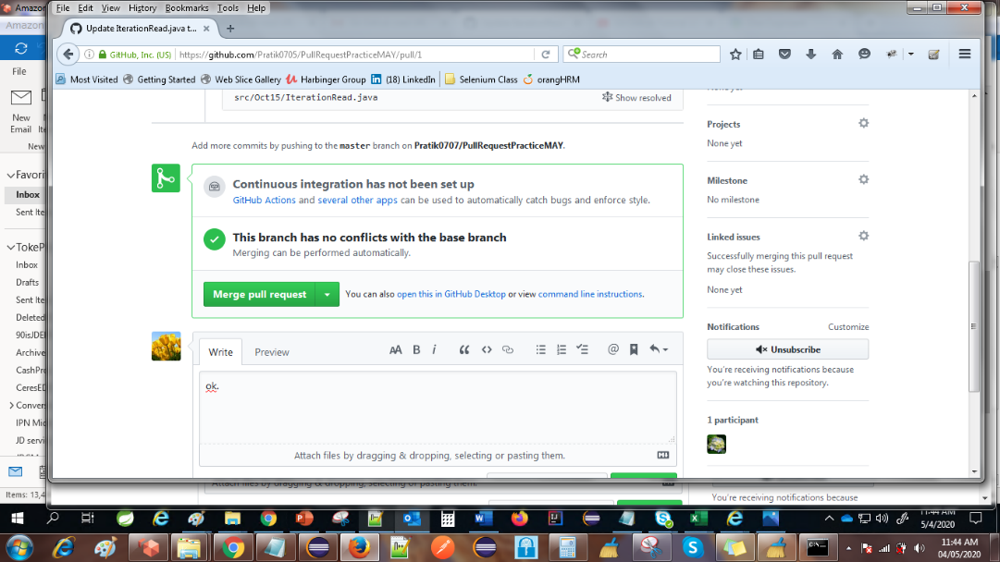 Amazon
File Edit View History Bookmarks Tools Help
Amazon
Update IterationRead.java t...
GitHub, Inc. (US)
https://github.com/Pratik0705/PullRequestPracticeMAY/pull/1
Search
Most Visited Getting Started Web Slice Gallery Harbinger Group (18) LinkedIn Selenium Class orangHRM
File
New
Email
New
Favori
Inbox
Sent Ite
TokeP
Inbox
Drafts
Sent Ite
Deleted
90isJDEl
Archive
CashPro
CeresED
Convers
IPN Mic
JD servi
Items: 13,4
src/Oct15/IterationRead.java
Show resolved
Add more commits by pushing to the master branch on Pratik0707/PullRequestPracticeMAY.
Continuous integration has not been set up
GitHub Actions and several other apps can be used to automatically catch bugs and enforce style.
This branch has no conflicts with the base branch
Merging can be performed automatically.
Merge pull request
You can also open this in GitHub Desktop or view command line instructions.
Write Preview
AA B i
ok.
Attach files by dragging & dropping, selecting or pasting them.
Projects
None yet
Milestone
No milestone
Linked issues
Successfully merging this pull request
may close these issues.
None yet
Notifications Customize
Unsubscribe
You're receiving notifications because
you're watching this repository.
1 participant
Attach files by dragging & dropping, selecting or pasting them.
You're receiving notifications because
11:44 AM
5/4/2020
11:44 AM
04/05/2020